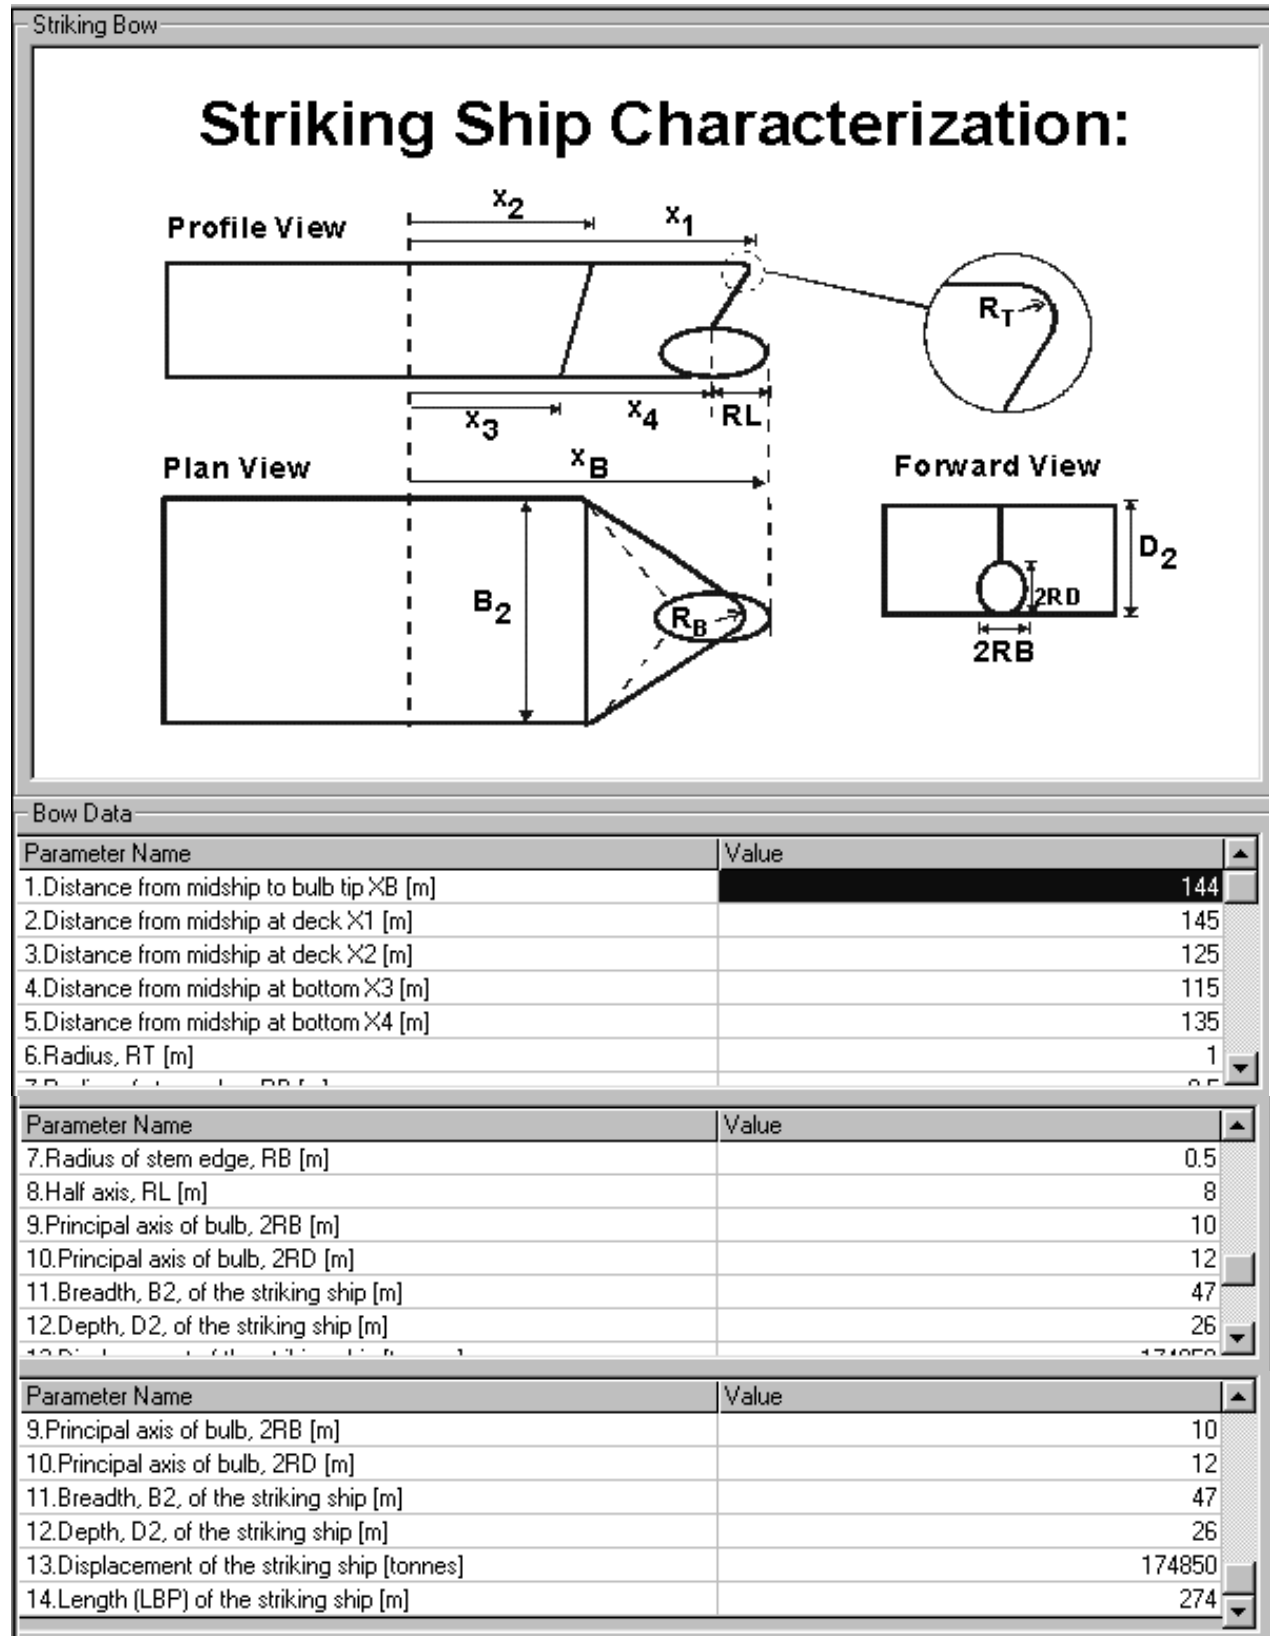 Striking Bow
Striking Ship Characterization:
Profile View
x2
x1
RT
x3
x4
RL
Plan View
xB
Forward View
B2
RB
D2
2RD
2RB
Bow Data
Parameter Name Value
1.Distance from midship to bulb tip XB [m] 144
2.Distance from midship at deck X1 [m] 145
3.Distance from midship at deck X2 [m] 125
4.Distance from midship at bottom X3 [m] 115
5.Distance from midship at bottom X4 [m] 135
6.Radius, RT [m] 1
Parameter Name Value
7.Radius of stem edge, RB [m] 0.5
8.Half axis, RL [m] 8
9.Principal axis of bulb, 2RB [m] 10
10.Principal axis of bulb, 2RD [m] 12
11.Breadth, B2, of the striking ship [m] 47
12.Depth, D2, of the striking ship [m] 26
Parameter Name Value
9.Principal axis of bulb, 2RB [m] 10
10.Principal axis of bulb, 2RD [m] 12
11.Breadth, B2, of the striking ship [m] 47
12.Depth, D2, of the striking ship [m] 26
13.Displacement of the striking ship [tonnes] 174850
14.Length (LBP) of the striking ship [m] 274